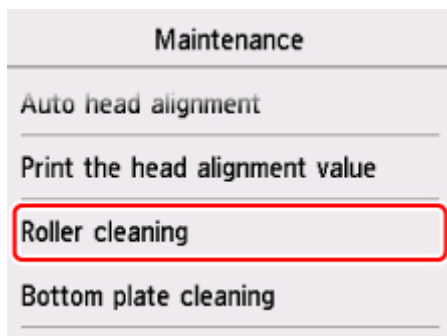 Maintenance
Auto head alignment
Print the head alignment value
Roller cleaning
Bottom plate cleaning